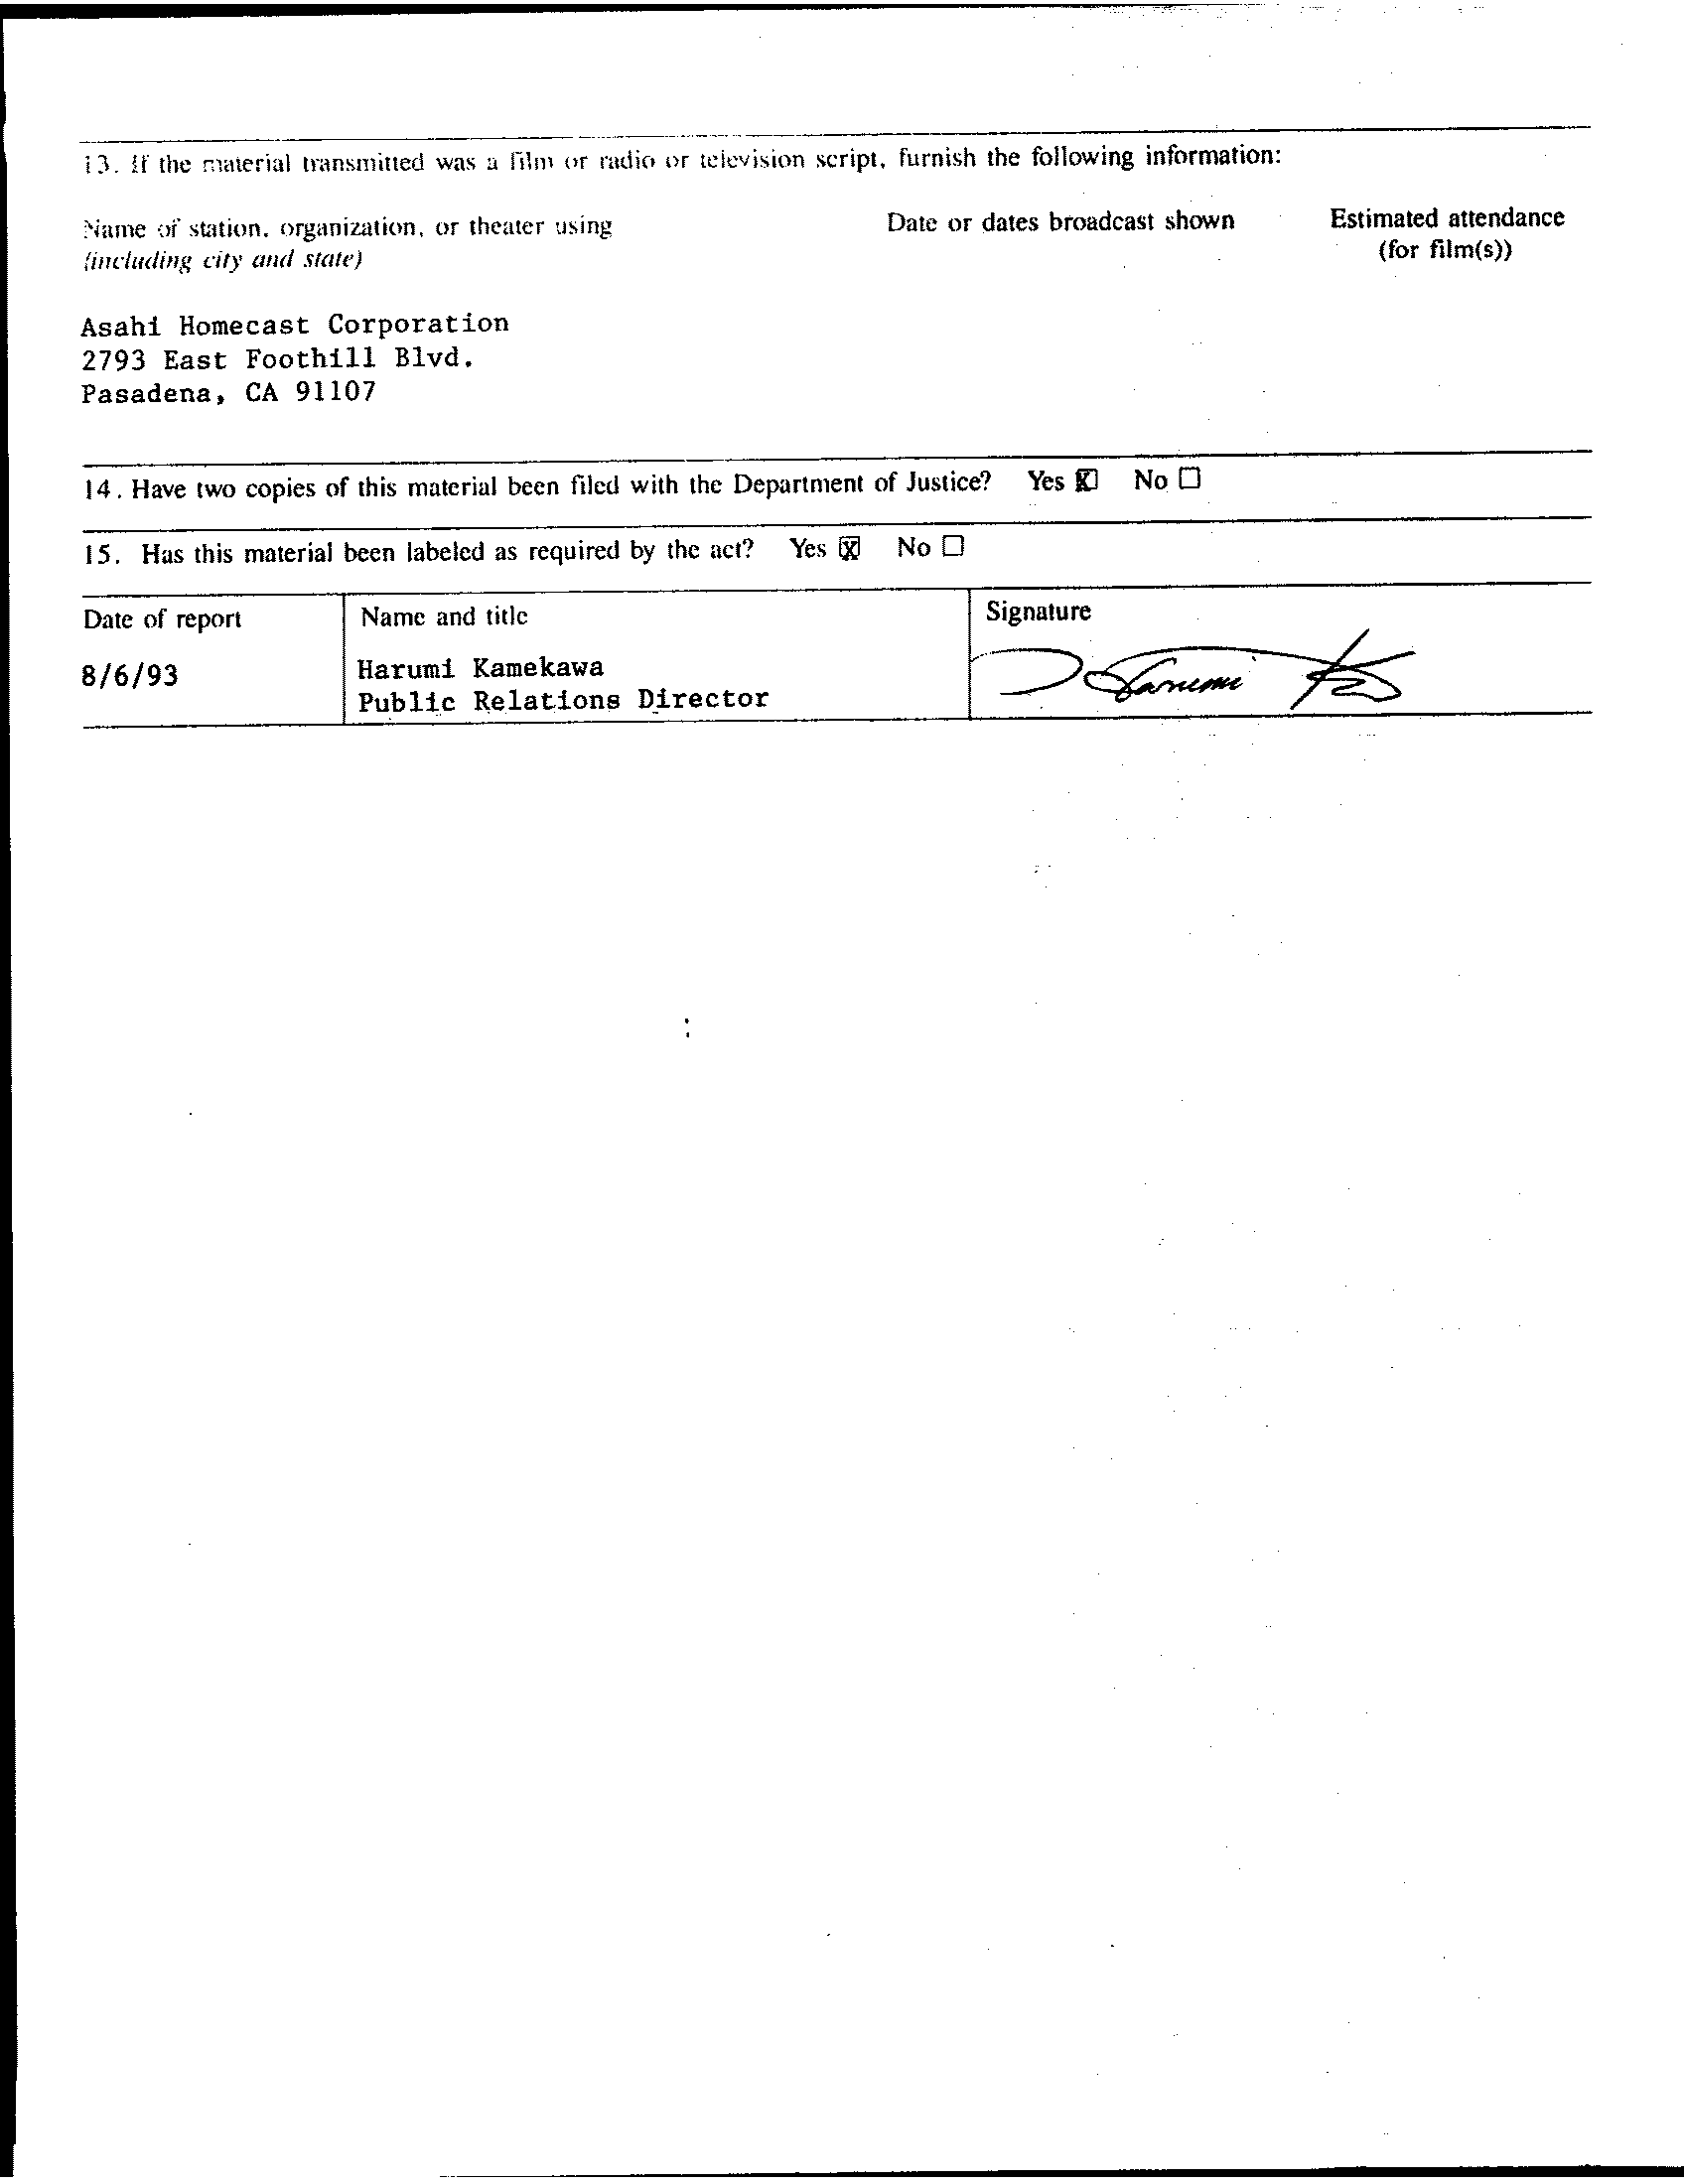 13. If the material transmitted was a film or radio or television script, furnish the following information:
Name of station, organization, or theater using
(including city and state)
Date or dates broadcast shown
Estimated attendance
(for film(s))
Asahi Homecast Corporation
2793 East Foothill Blvd.
Pasadena, CA 91107
14. Have two copies of this material been filed with the Department of Justice? Yes ☒ No ☐
15. Has this material been labeled as required by the act? Yes ☒ No ☐
Date of report
8/6/93
Name and title
Harumi Kamekawa
Public Relations Director
Signature
Harumi